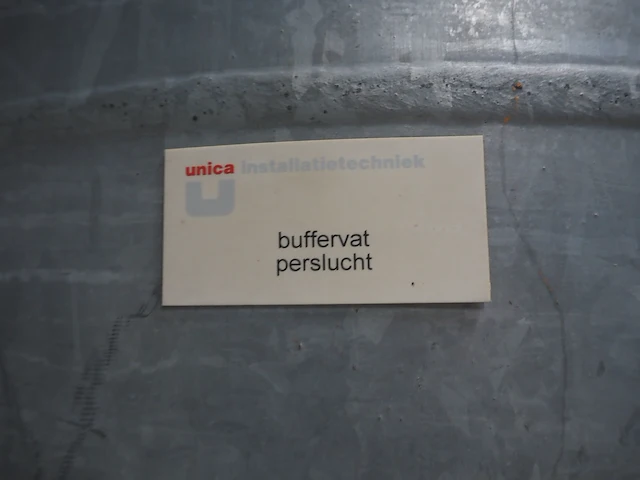 unica installatietechniek
buffervat
perslucht